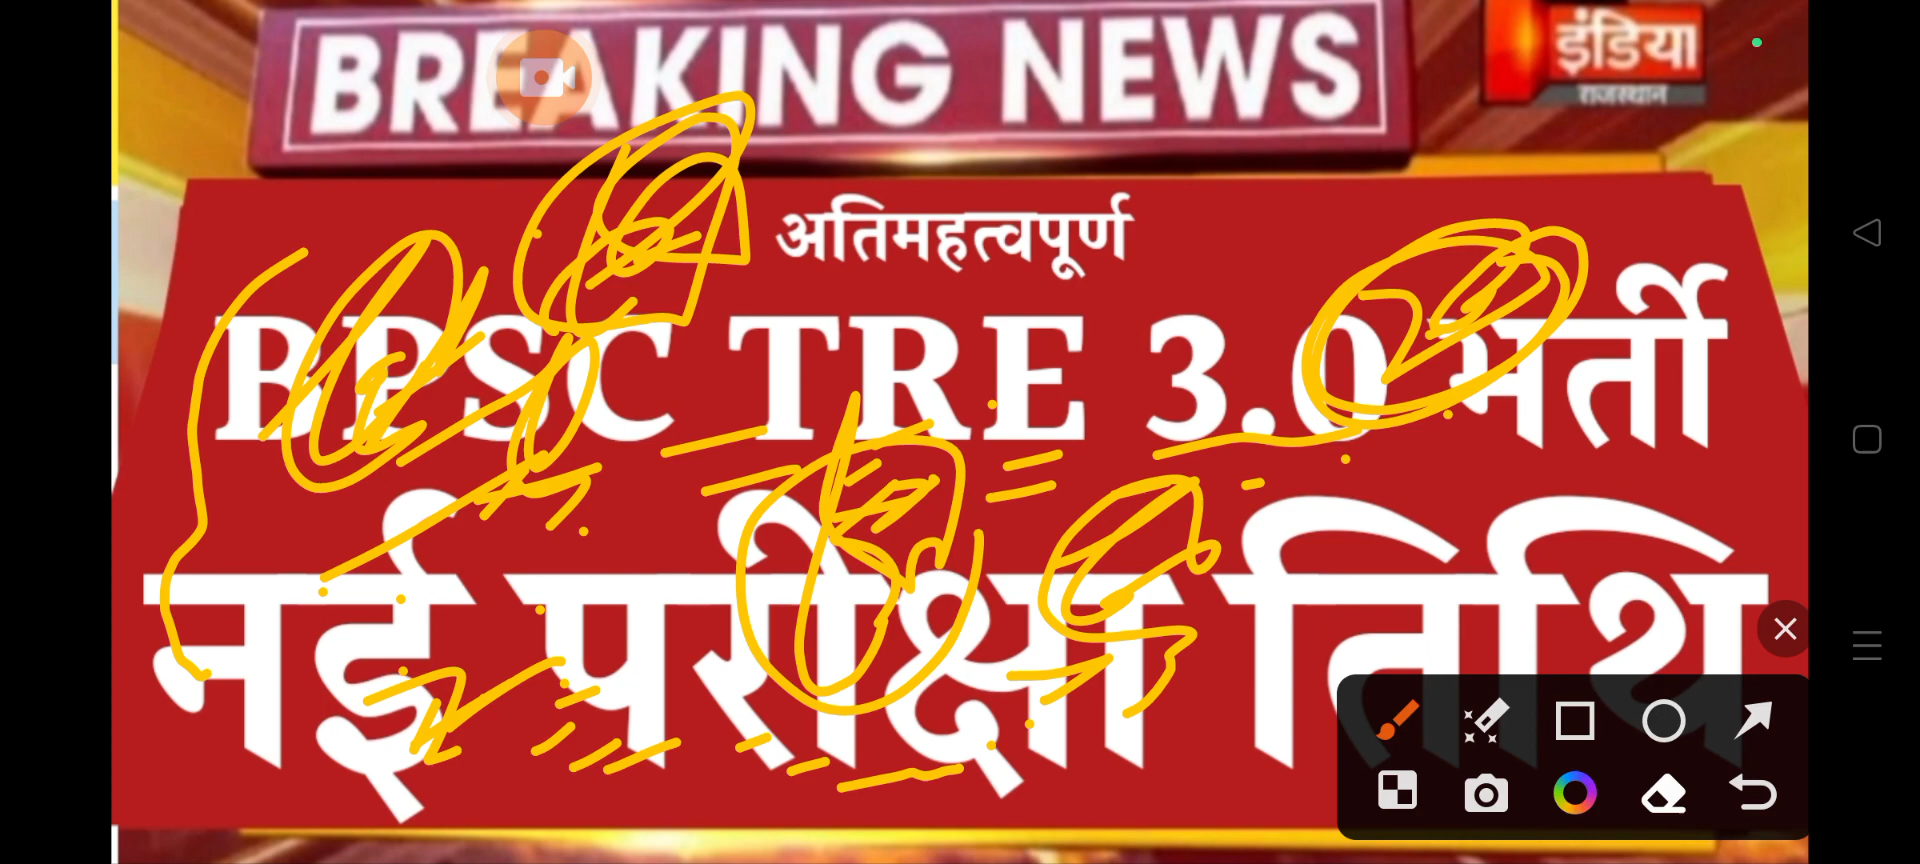 BREAKING NEWS
इंडिया
राजस्थान
अतिमहत्वपूर्ण
BPSC TRE 3.0 भर्ती
नई परीक्षा तिथि